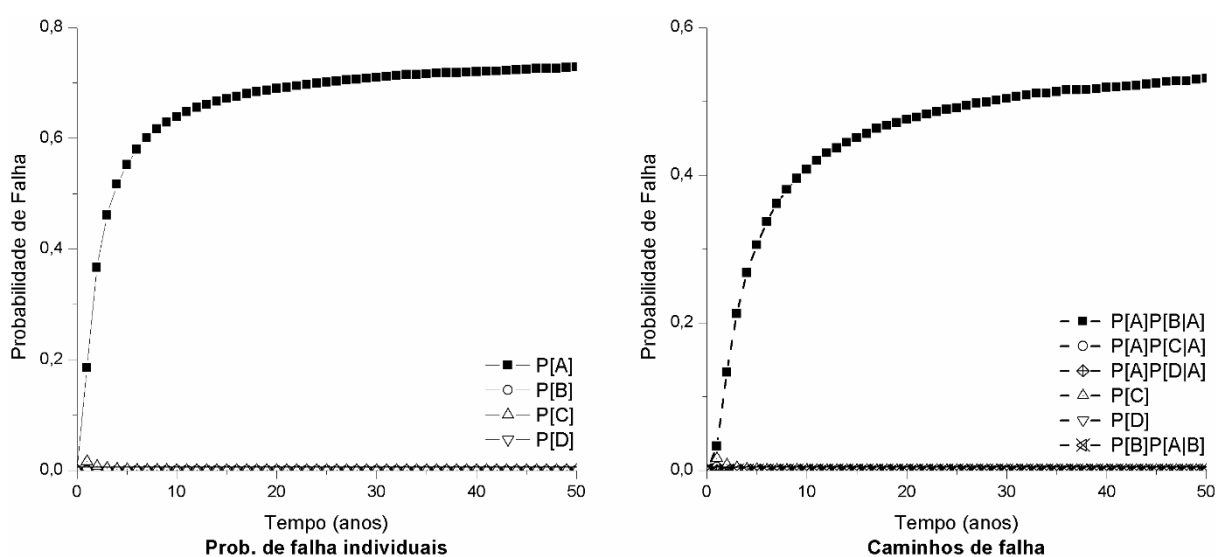 0,8
0,6
0,4
0,2
0,0
Probabilidade de Falha
0 10 20 30 40 50
Tempo (anos)
Prob. de falha individuais
P[A]
P[B]
P[C]
P[D]
0,6
0,4
0,2
0,0
Probabilidade de Falha
0 10 20 30 40 50
Tempo (anos)
Caminhos de falha
P[A]P[B|A]
P[A]P[C|A]
P[A]P[D|A]
P[C]
P[D]
P[B]P[A|B]